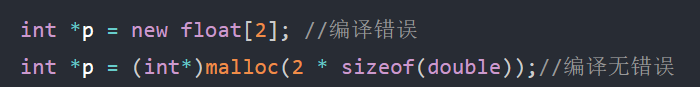 int *p = new float[2]; //编译错误
int *p = (int*)malloc(2 * sizeof(double));//编译无错误